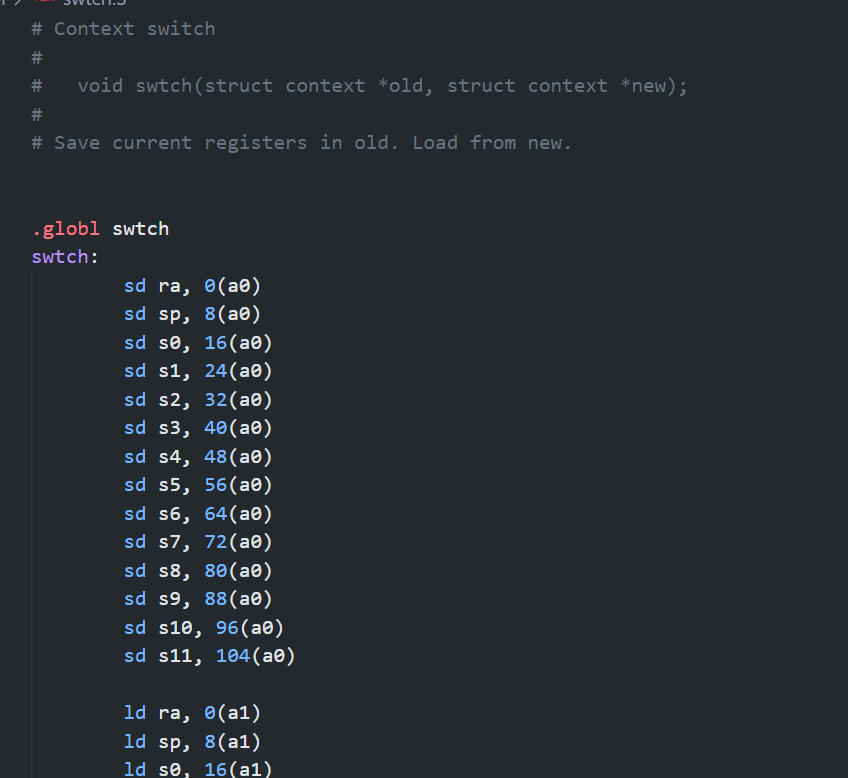 swtch.S
# Context switch
#
#   void swtch(struct context *old, struct context *new);
#
# Save current registers in old. Load from new.
.globl swtch
swtch:
sd ra, 0(a0)
sd sp, 8(a0)
sd s0, 16(a0)
sd s1, 24(a0)
sd s2, 32(a0)
sd s3, 40(a0)
sd s4, 48(a0)
sd s5, 56(a0)
sd s6, 64(a0)
sd s7, 72(a0)
sd s8, 80(a0)
sd s9, 88(a0)
sd s10, 96(a0)
sd s11, 104(a0)
ld ra, 0(a1)
ld sp, 8(a1)
ld s0, 16(a1)